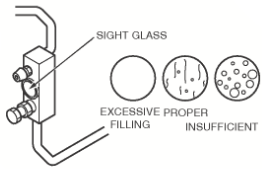 SIGHT GLASS
EXCESSIVE FILLING
PROPER
INSUFFICIENT